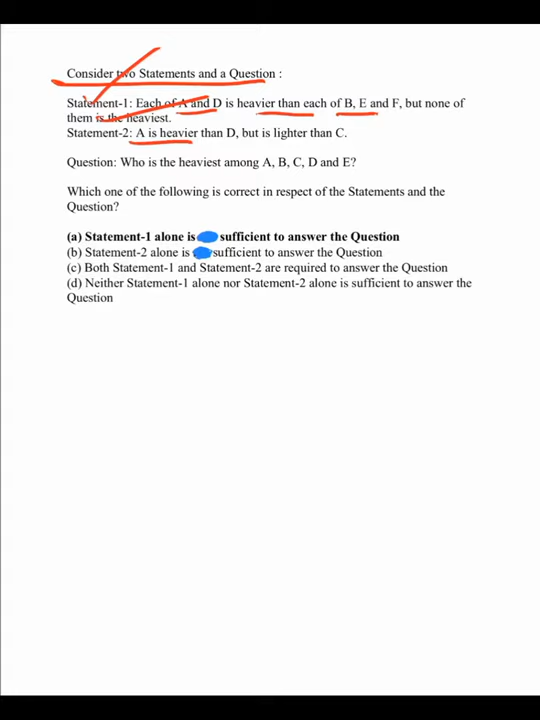 Consider two Statements and a Question :
Statement-1: Each of A and D is heavier than each of B, E and F, but none of
them is the heaviest.
Statement-2: A is heavier than D, but is lighter than C.
Question: Who is the heaviest among A, B, C, D and E?
Which one of the following is correct in respect of the Statements and the
Question?
(a) Statement-1 alone is sufficient to answer the Question
(b) Statement-2 alone is sufficient to answer the Question
(c) Both Statement-1 and Statement-2 are required to answer the Question
(d) Neither Statement-1 alone nor Statement-2 alone is sufficient to answer the
Question